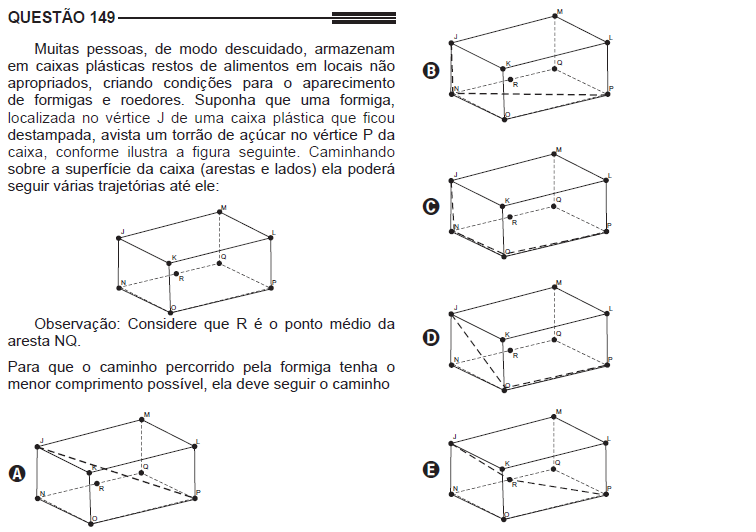 QUESTÃO 149
Muitas pessoas, de modo descuidado, armazenam
em caixas plásticas restos de alimentos em locais não
apropriados, criando condições para o aparecimento
de formigas e roedores. Suponha que uma formiga,
localizada no vértice J de uma caixa plástica que ficou
destampada, avista um torrão de açúcar no vértice P da
caixa, conforme ilustra a figura seguinte. Caminhando
sobre a superfície da caixa (arestas e lados) ela poderá
seguir várias trajetórias até ele:
M
J
L
K
Q
N
R
P
O
Observação: Considere que R é o ponto médio da
aresta NQ.
Para que o caminho percorrido pela formiga tenha o
menor comprimento possível, ela deve seguir o caminho
M
J
L
K
Q
A
N
R
P
O
M
J
L
K
Q
B
N
R
P
O
M
J
L
K
Q
C
N
R
P
O
M
J
L
K
Q
D
N
R
P
O
M
J
L
K
Q
E
N
R
P
O